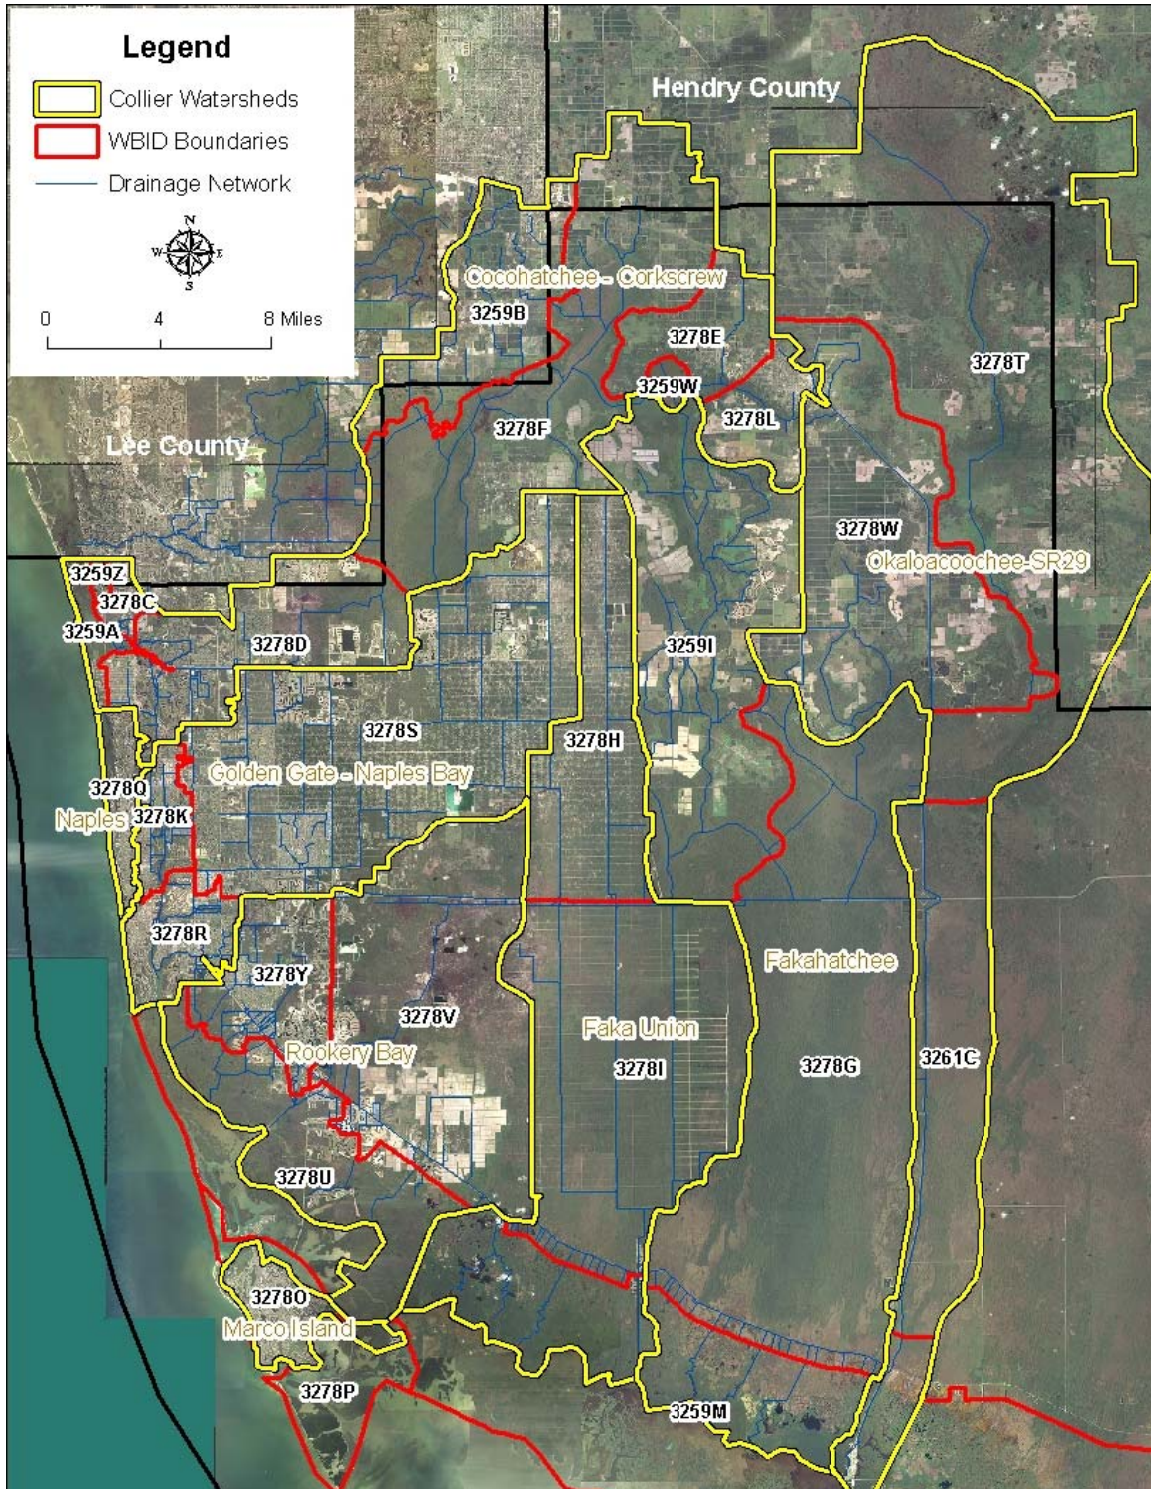 Legend
Collier Watersheds
WBID Boundaries
Drainage Network
N
W E
S
0 4 8 Miles
Hendry County
Cocohatchee - Corkscrew
3259B
3278E
3278T
3259W
3278L
3278F
Lee County
3278W
Okaloacoochee-SR29
3259Z
3278C
3259A
3278D
3259I
3278S
3278H
Golden Gate - Naples Bay
3278Q
Naples
3278K
3278R
3278Y
Fakahatchee
3278V
Faka Union
Rookery Bay
3278I
3278G
3261C
3278U
3278O
Marco Island
3278P
3259M